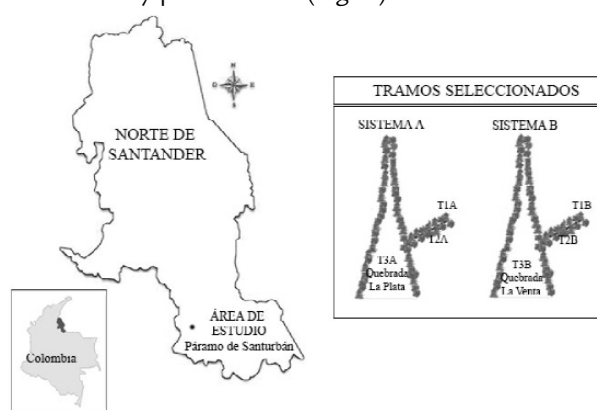 NORTE DE
SANTANDER
N
O
E
S
ÁREA DE
ESTUDIO
Páramo de Santurbán
Colombia
TRAMOS SELECCIONADOS
SISTEMA A
T1A
T2A
T3A
Quebrada
La Plata
SISTEMA B
T1B
T2B
T3B
Quebrada
La Venta